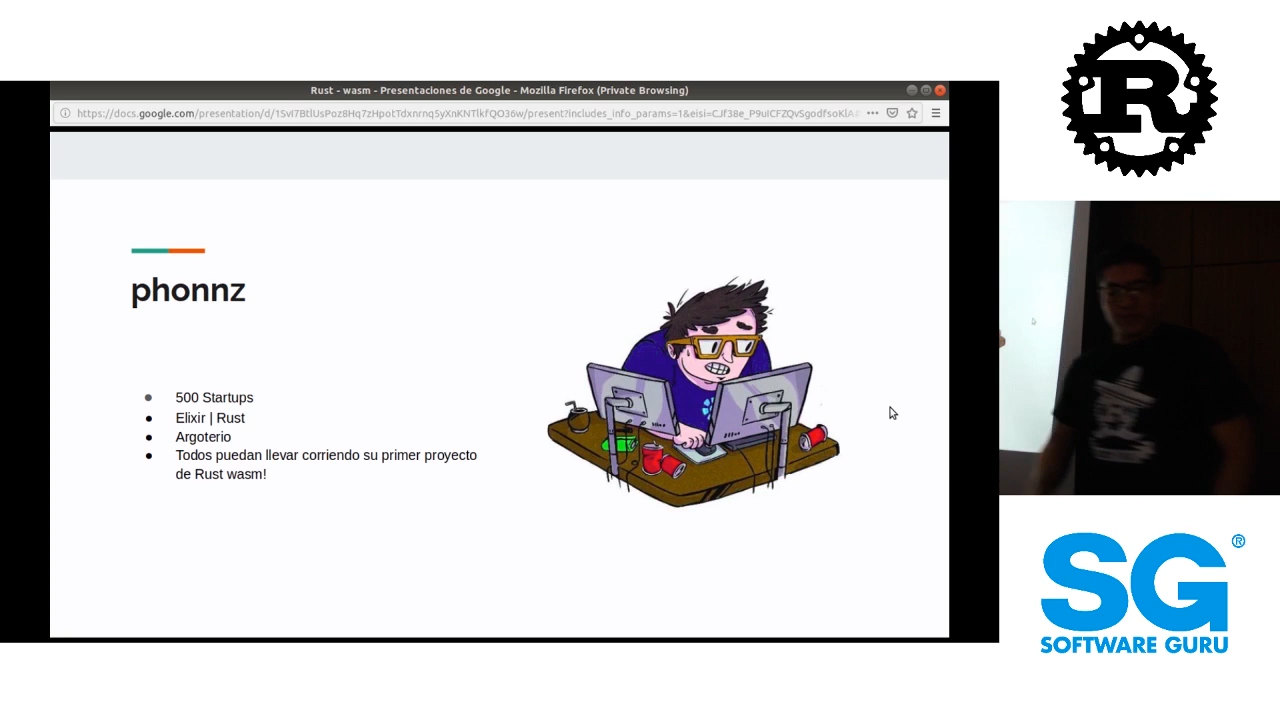 Rust - wasm - Presentaciones de Google - Mozilla Firefox (Private Browsing)
phonnz
500 Startups
Elixir | Rust
Argoterio
Todos puedan llevar corriendo su primer proyecto
de Rust wasm!
R
SG®
SOFTWARE GURU